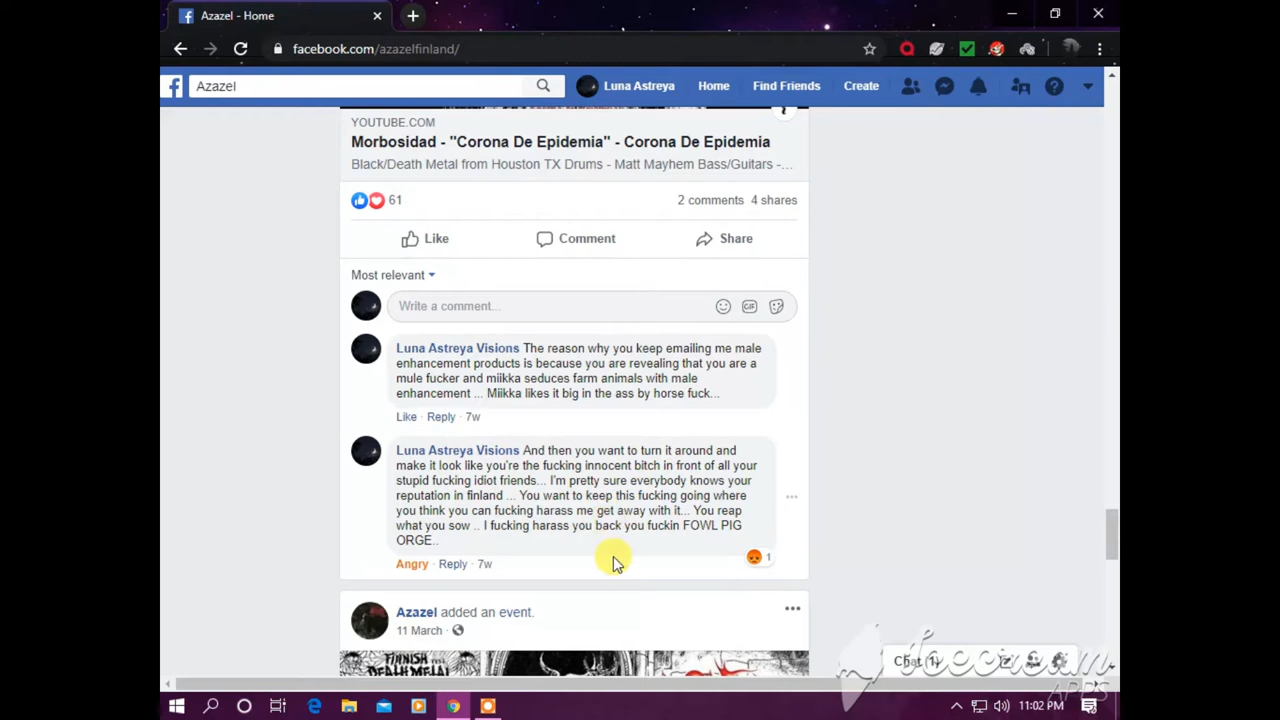 Azazel - Home
facebook.com/azazelfinland/
Azazel
Luna Astreya
Home
Find Friends
Create
YOUTUBE.COM
Morbosidad - "Corona De Epidemia" - Corona De Epidemia
Black/Death Metal from Houston TX Drums - Matt Mayhem Bass/Guitars -...
61
2 comments 4 shares
Like
Comment
Share
Most relevant
Write a comment...
GIF
Luna Astreya Visions The reason why you keep emailing me male
enhancement products is because you are revealing that you are a
mule fucker and miikka seduces farm animals with male
enhancement ... Miikka likes it big in the ass by horse fuck...
Like · Reply · 7w
Luna Astreya Visions And then you want to turn it around and
make it look like you're the fucking innocent bitch in front of all your
stupid fucking idiot friends... I'm pretty sure everybody knows your
reputation in finland ... You want to keep this fucking going where
you think you can fucking harass me get away with it... You reap
what you sow .. I fucking harass you back you fuckin FOWL PIG
ORGE..
1
Angry · Reply · 7w
Azazel added an event.
11 March ·
FINNISH
DEATH METAL
Chat (1)
Icecream
APPS
11:02 PM